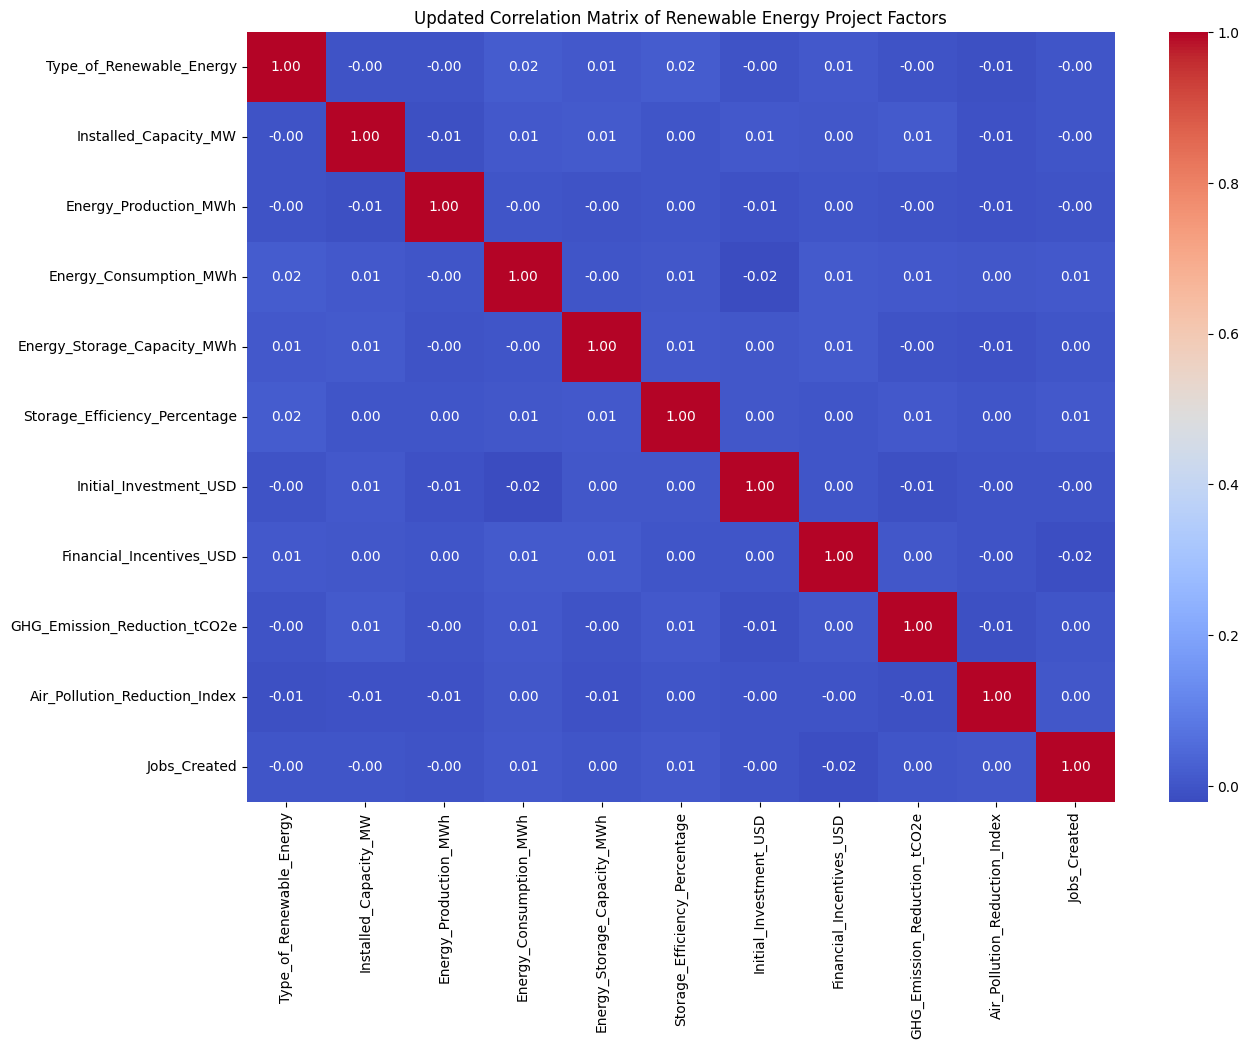 Updated Correlation Matrix of Renewable Energy Project Factors
Type_of_Renewable_Energy 1.00 -0.00 -0.00 0.02 0.01 0.02 -0.00 0.01 -0.00 -0.01 -0.00
Installed_Capacity_MW -0.00 1.00 -0.01 0.01 0.01 0.00 0.01 0.00 0.01 -0.01 -0.00
Energy_Production_MWh -0.00 -0.01 1.00 -0.00 -0.00 0.00 -0.01 0.00 -0.00 -0.01 -0.00
Energy_Consumption_MWh 0.02 0.01 -0.00 1.00 -0.00 0.01 -0.02 0.01 0.01 0.00 0.01
Energy_Storage_Capacity_MWh 0.01 0.01 -0.00 -0.00 1.00 0.01 0.00 0.01 -0.00 -0.01 0.00
Storage_Efficiency_Percentage 0.02 0.00 0.00 0.01 0.01 1.00 0.00 0.00 0.01 0.00 0.01
Initial_Investment_USD -0.00 0.01 -0.01 -0.02 0.00 0.00 1.00 0.00 -0.01 -0.00 -0.00
Financial_Incentives_USD 0.01 0.00 0.00 0.01 0.01 0.00 0.00 1.00 0.00 -0.00 -0.02
GHG_Emission_Reduction_tCO2e -0.00 0.01 -0.00 0.01 -0.00 0.01 -0.01 0.00 1.00 -0.01 0.00
Air_Pollution_Reduction_Index -0.01 -0.01 -0.01 0.00 -0.01 0.00 -0.00 -0.00 -0.01 1.00 0.00
Jobs_Created -0.00 -0.00 -0.00 0.01 0.00 0.01 -0.00 -0.02 0.00 0.00 1.00
Type_of_Renewable_Energy
Installed_Capacity_MW
Energy_Production_MWh
Energy_Consumption_MWh
Energy_Storage_Capacity_MWh
Storage_Efficiency_Percentage
Initial_Investment_USD
Financial_Incentives_USD
GHG_Emission_Reduction_tCO2e
Air_Pollution_Reduction_Index
Jobs_Created
1.0
0.8
0.6
0.4
0.2
0.0